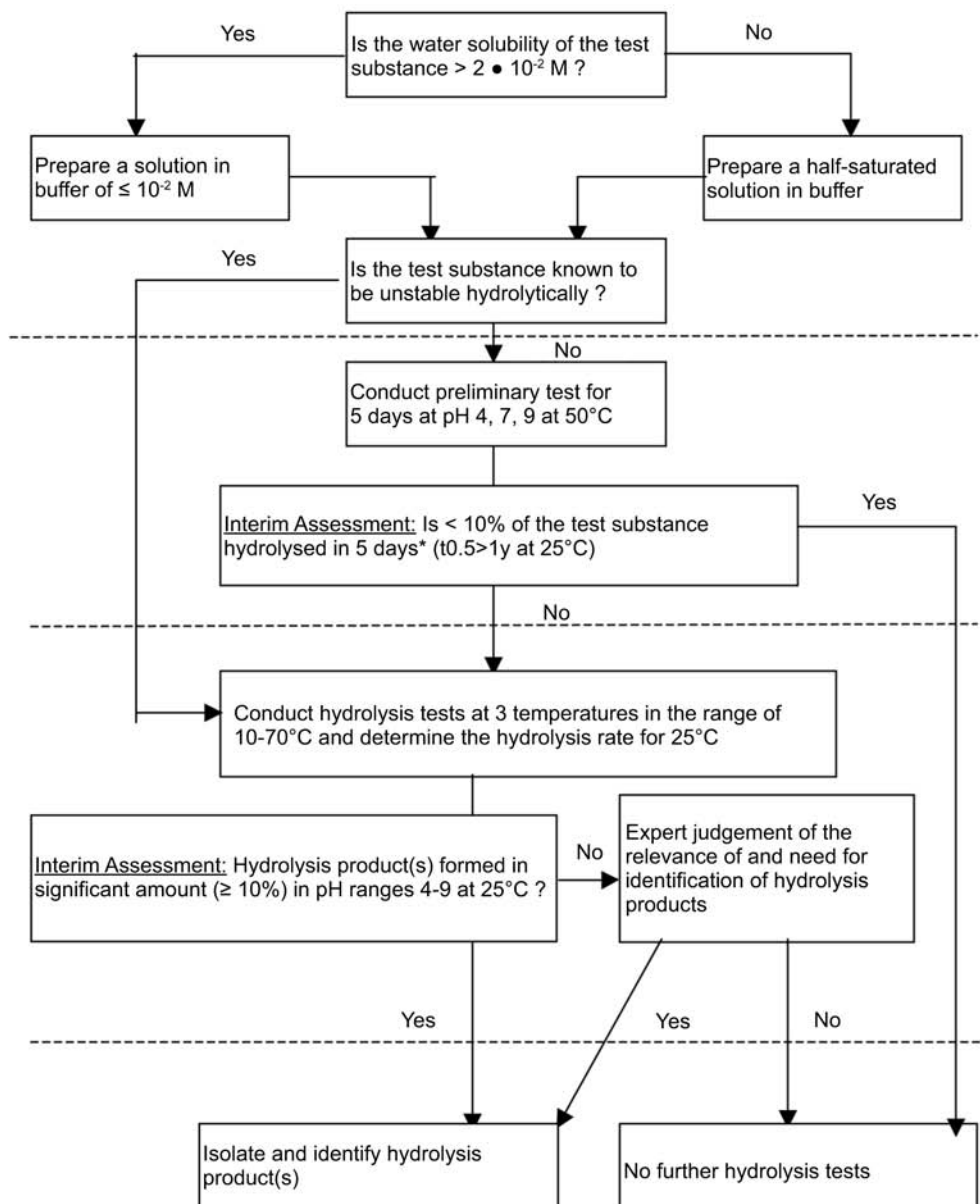 Yes
No
Is the water solubility of the test
substance > 2 ● 10⁻² M ?
Prepare a solution in
buffer of ≤ 10⁻² M
Prepare a half-saturated
solution in buffer
Yes
Is the test substance known to
be unstable hydrolytically ?
No
Conduct preliminary test for
5 days at pH 4, 7, 9 at 50°C
Yes
Interim Assessment: Is < 10% of the test substance
hydrolysed in 5 days* (t0.5>1y at 25°C)
No
Conduct hydrolysis tests at 3 temperatures in the range of
10-70°C and determine the hydrolysis rate for 25°C
Interim Assessment: Hydrolysis product(s) formed in
significant amount (≥ 10%) in pH ranges 4-9 at 25°C ?
No
Expert judgement of the
relevance of and need for
identification of hydrolysis
products
Yes
Yes
No
Isolate and identify hydrolysis
product(s)
No further hydrolysis tests